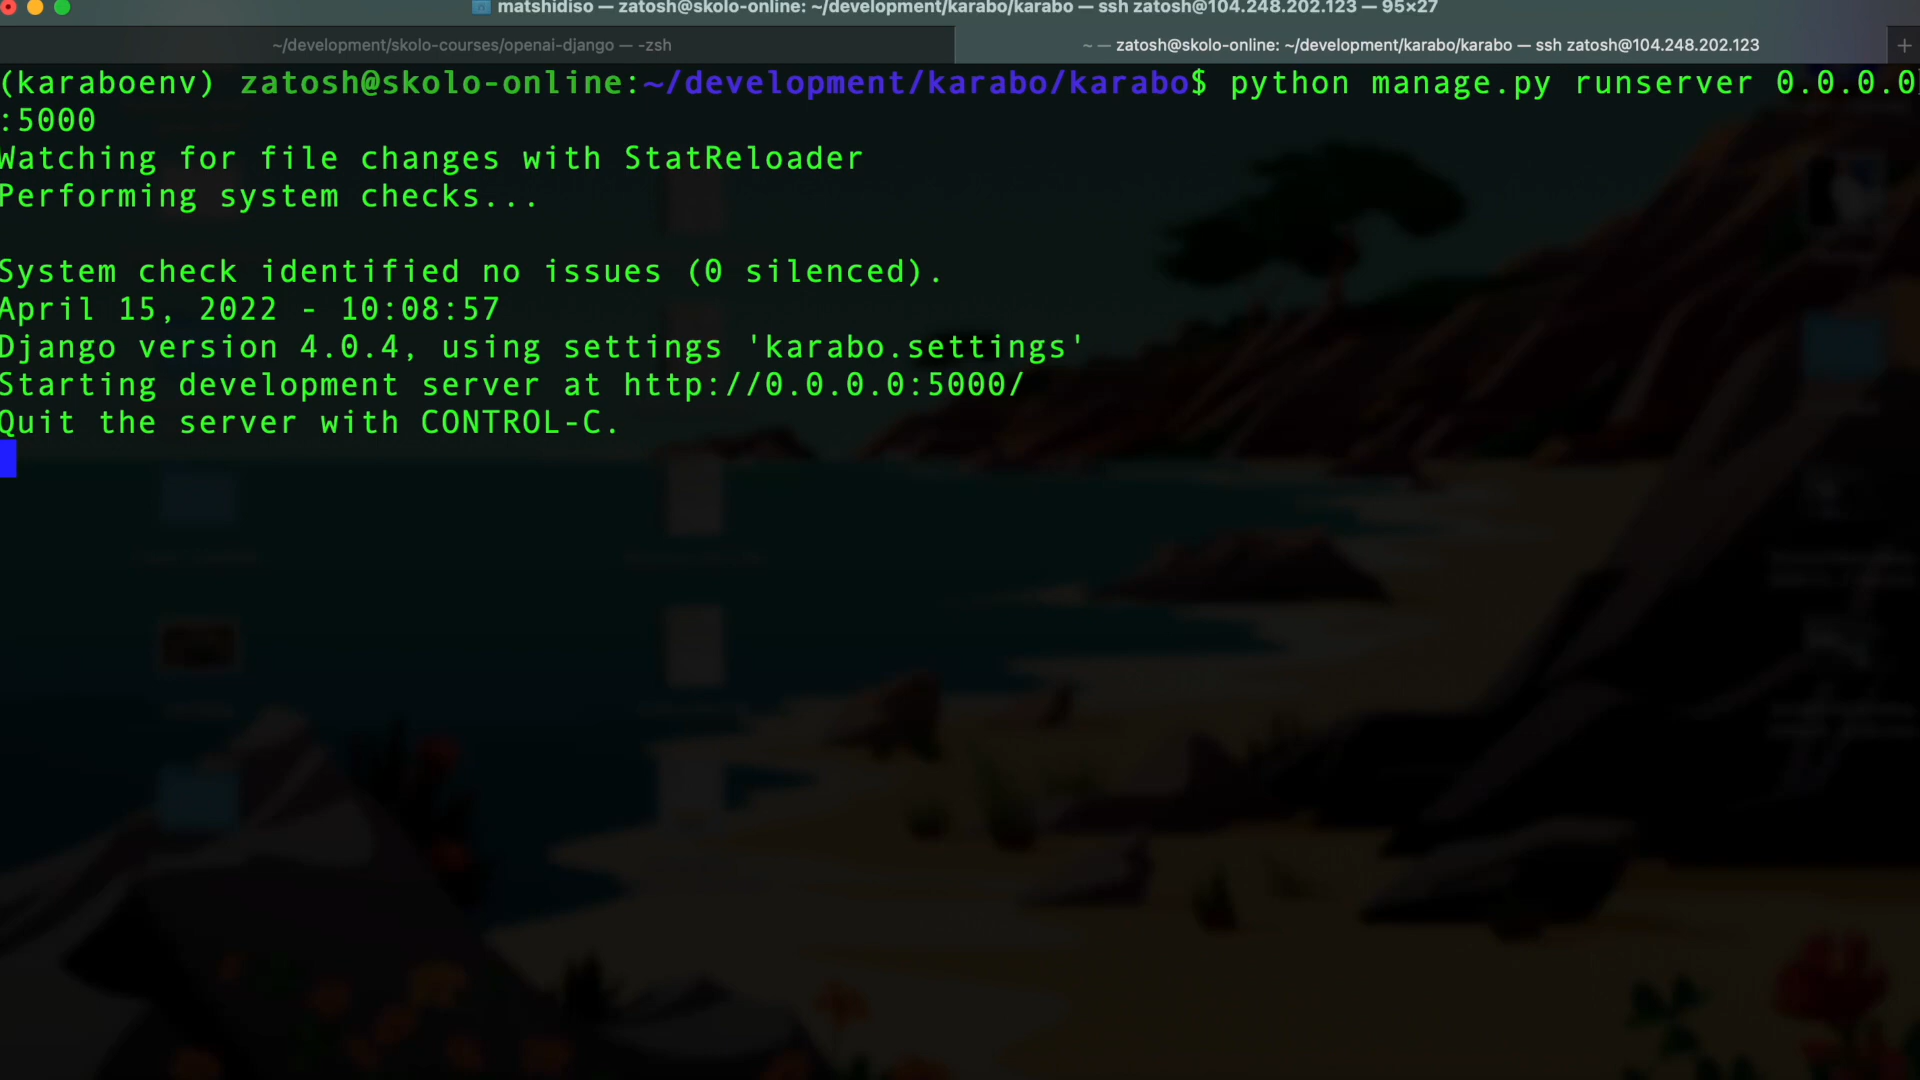 matshidiso — zatosh@skolo-online: ~/development/karabo/karabo — ssh zatosh@104.248.202.123 — 95×27
~/development/skolo-courses/openai-django — -zsh
~ — zatosh@skolo-online: ~/development/karabo/karabo — ssh zatosh@104.248.202.123
(karaboenv) zatosh@skolo-online:~/development/karabo/karabo$ python manage.py runserver 0.0.0.0
:5000
Watching for file changes with StatReloader
Performing system checks...
System check identified no issues (0 silenced).
April 15, 2022 - 10:08:57
Django version 4.0.4, using settings 'karabo.settings'
Starting development server at http://0.0.0.0:5000/
Quit the server with CONTROL-C.